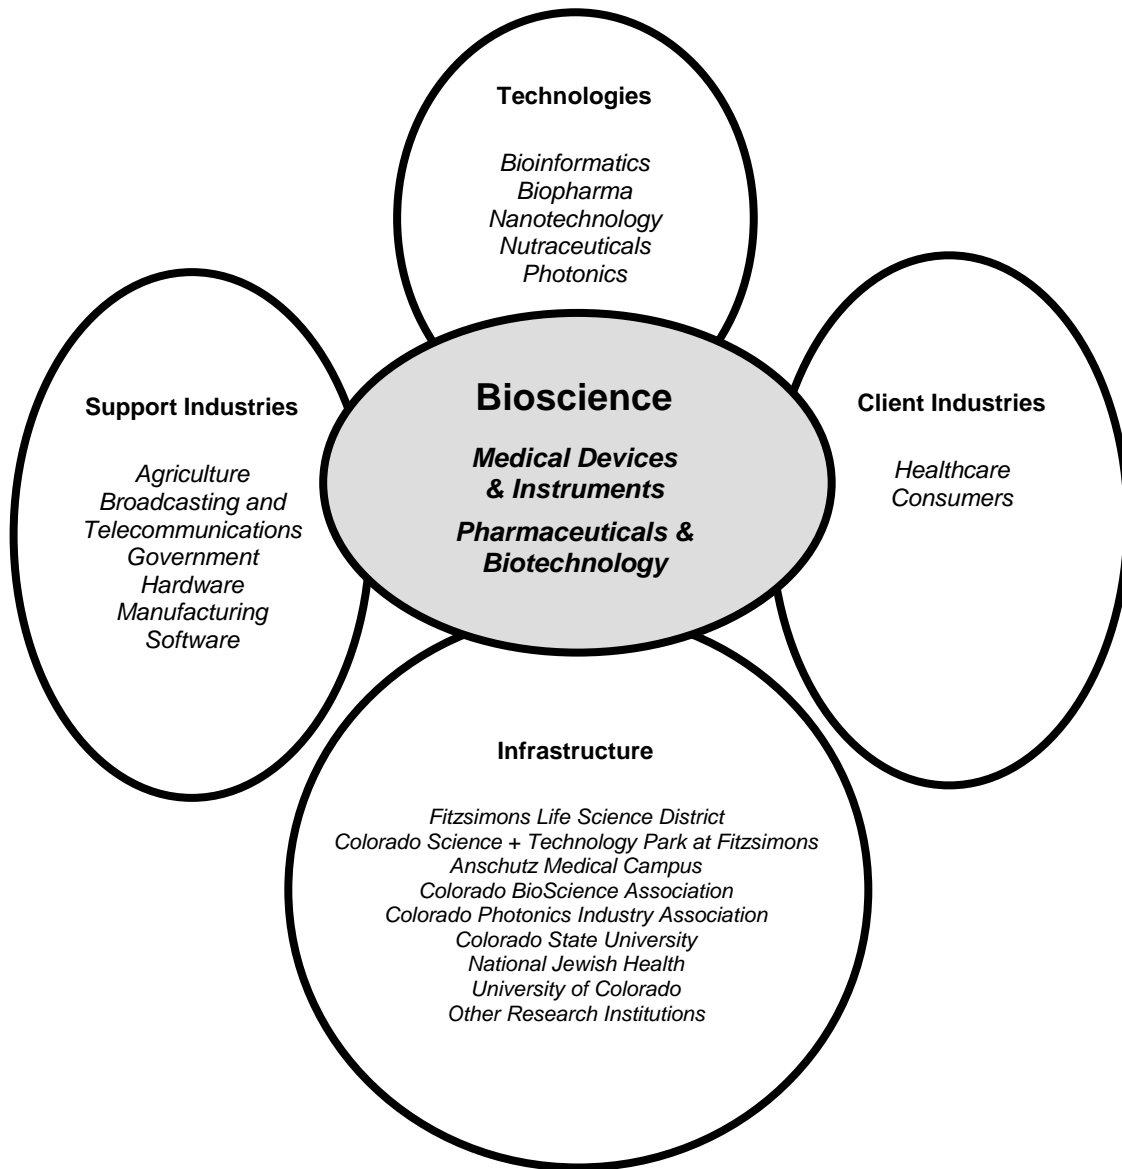 Technologies
Bioinformatics
Biopharma
Nanotechnology
Nutraceuticals
Photonics
Support Industries
Agriculture
Broadcasting and
Telecommunications
Government
Hardware
Manufacturing
Software
Bioscience
Medical Devices
& Instruments
Pharmaceuticals &
Biotechnology
Client Industries
Healthcare
Consumers
Infrastructure
Fitzsimons Life Science District
Colorado Science + Technology Park at Fitzsimons
Anschutz Medical Campus
Colorado BioScience Association
Colorado Photonics Industry Association
Colorado State University
National Jewish Health
University of Colorado
Other Research Institutions